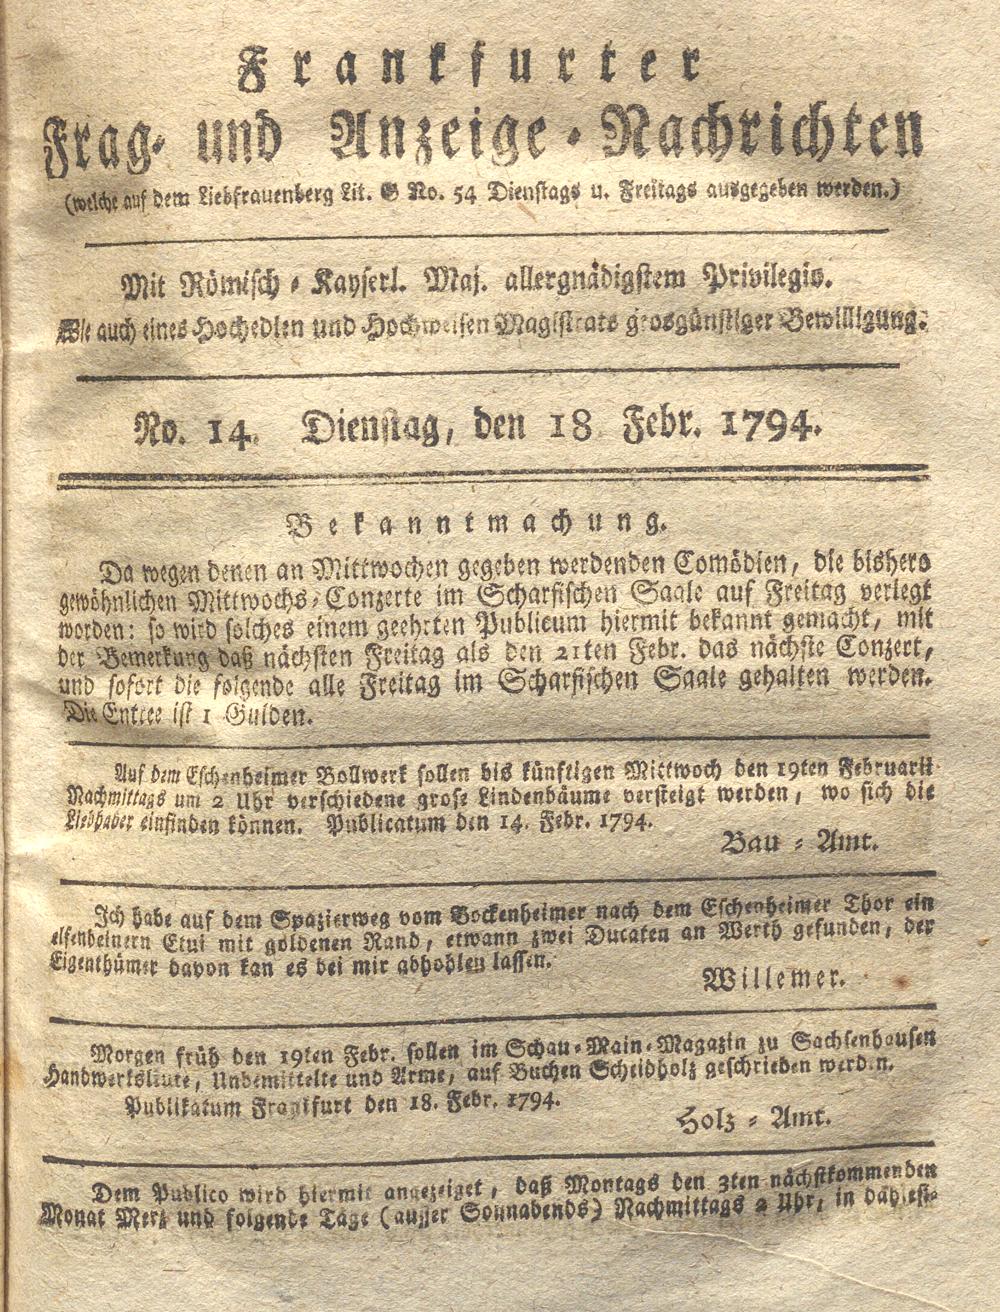 Frankfurter
Frag- und Anzeige-Nachrichten
(welche auf dem Liebfrauenberg Lit. G No. 54 Dienstags u. Freitags ausgegeben werden.)
Mit Römisch-Kayserl. Maj. allergnädigstem Privilegio.
Wie auch eines Hochedlen und Hochweisen Magistrats grosgünstiger Bewilligung.
No. 14. Dienstag, den 18 Febr. 1794.
Bekanntmachung.
Da wegen denen an Mittwochen gegeben werdenden Comödien, die bishero
gewöhnlichen Mittwochs-Conzerte im Scharfischen Saale auf Freitag verlegt
worden: so wird solches einem geehrten Publicum hiermit bekannt gemacht, mit
der Bemerkung daß nächsten Freitag als den 21ten Febr. das nächste Conzert,
und sofort die folgende alle Freitag im Scharfischen Saale gehalten werden.
Die Entree ist 1 Gulden.
Auf dem Eschenheimer Bollwerk sollen bis künftigen Mittwoch den 19ten Februarii
Nachmittags um 2 Uhr verschiedene grose Lindenbäume versteigt werden, wo sich die
Liebhaber einfinden können. Publicatum den 14. Febr. 1794.
Bau-Amt.
Ich habe auf dem Spazierweg vom Bockenheimer nach dem Eschenheimer Thor ein
elfenbeinern Etui mit goldenen Rand, etwann zwei Ducaten an Werth gefunden, der
Eigenthümer davon kan es bei mir abhohlen lassen.
Willemer.
Morgen früh den 19ten Febr. sollen im Schau-Main-Magazin zu Sachsenhausen
Handwerksleute, Unbemittelte und Arme, auf Buchen Scheidholz geschrieben werden.
Publikatum Frankfurt den 18. Febr. 1794.
Holz-Amt.
Dem Publico wird hiermit angezeiget, daß Montags den 3ten nächstkommenden
Monat Merz und folgende Täge (ausser Sonnabends) Nachmittags 2 Uhr, in dahiesi-